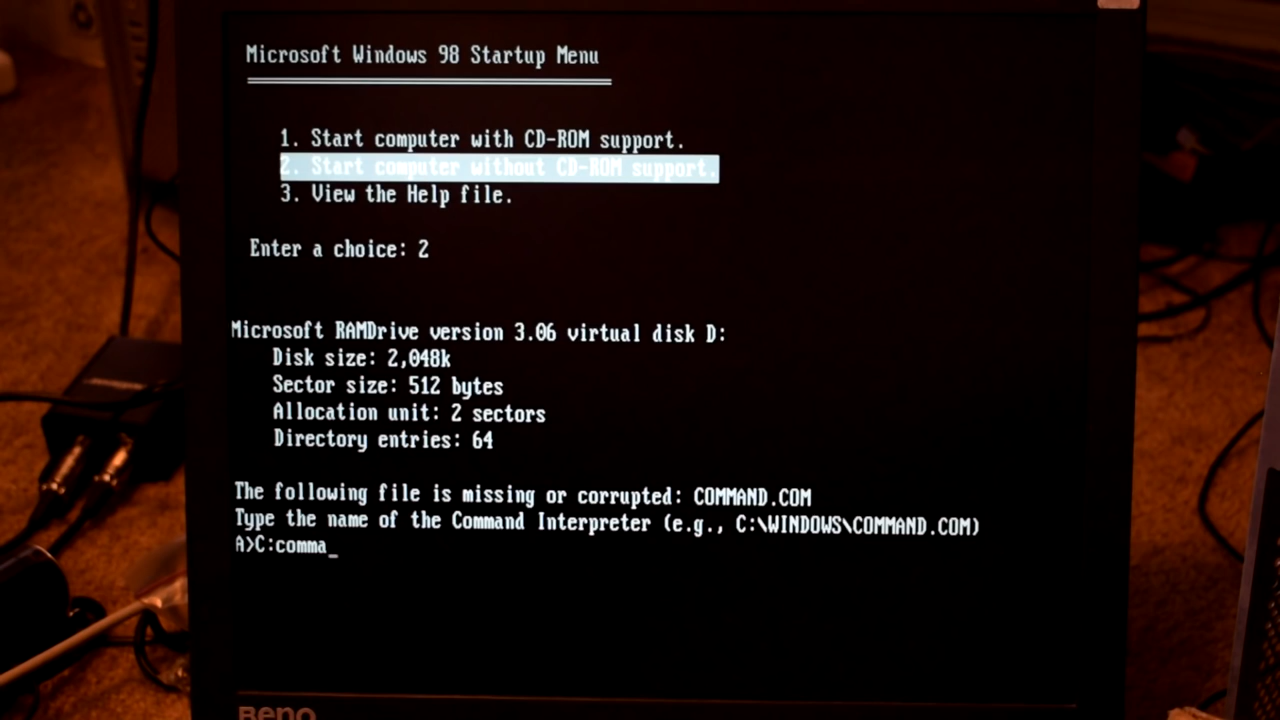 Microsoft Windows 98 Startup Menu
1. Start computer with CD-ROM support.
2. Start computer without CD-ROM support.
3. View the Help file.
Enter a choice: 2
Microsoft RAMDrive version 3.06 virtual disk D:
Disk size: 2,048k
Sector size: 512 bytes
Allocation unit: 2 sectors
Directory entries: 64
The following file is missing or corrupted: COMMAND.COM
Type the name of the Command Interpreter (e.g., C:\WINDOWS\COMMAND.COM)
A>C:comma_
BenQ